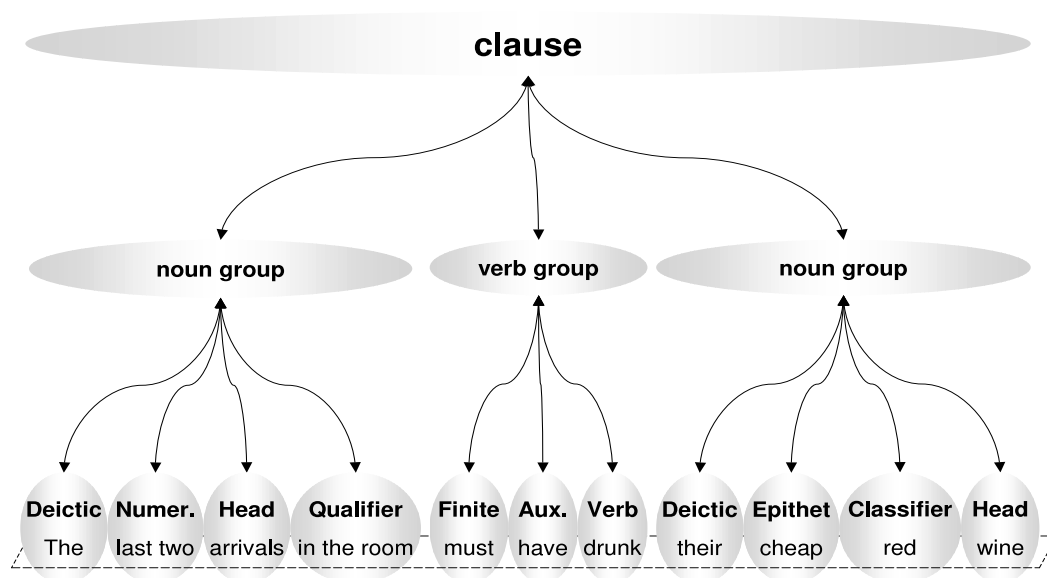 clause
noun group verb group noun group
Deictic Numer. Head Qualifier Finite Aux. Verb Deictic Epithet Classifier Head
The last two arrivals in the room must have drunk their cheap red wine